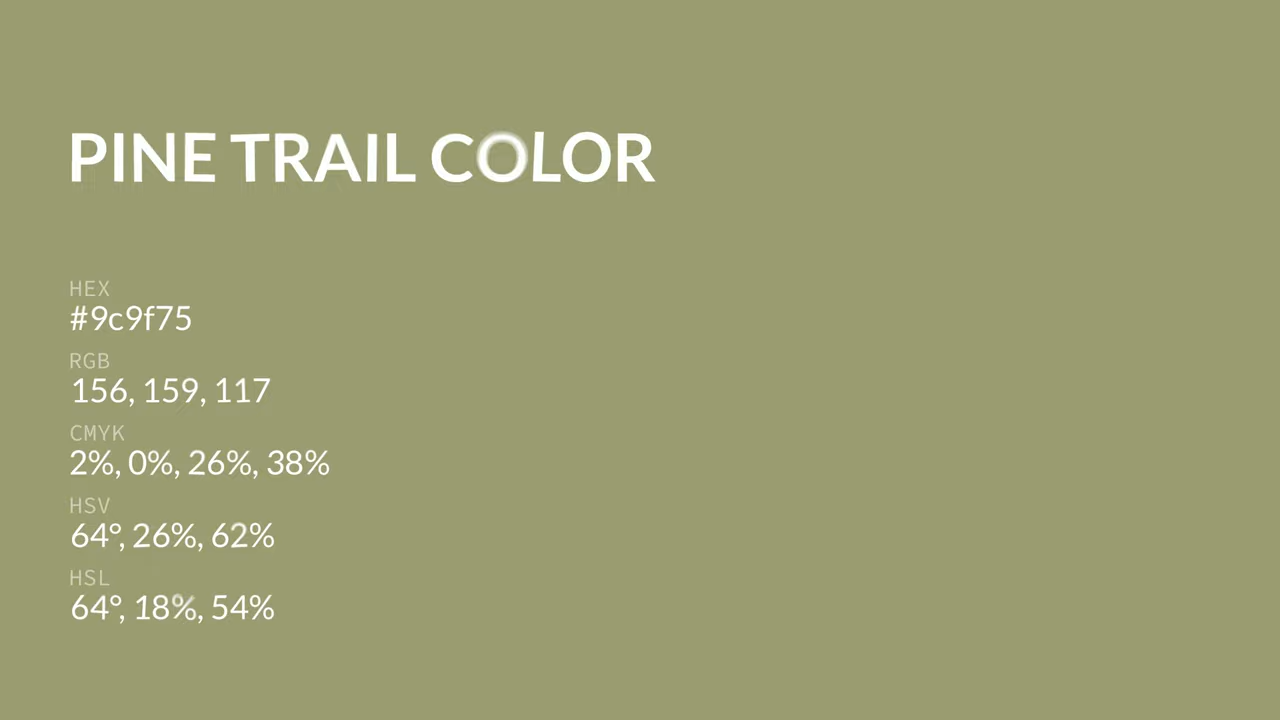 PINE TRAIL COLOR
HEX
#9c9f75
RGB
156, 159, 117
CMYK
2%, 0%, 26%, 38%
HSV
64°, 26%, 62%
HSL
64°, 18%, 54%